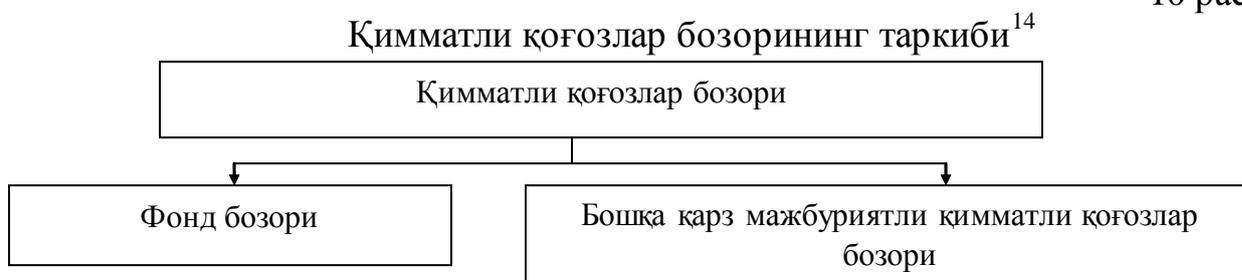 Қимматли қоғозлар бозорининг таркиби14
Қимматли қоғозлар бозори
Фонд бозори
Бошқа қарз мажбуриятли қимматли қоғозлар
бозори